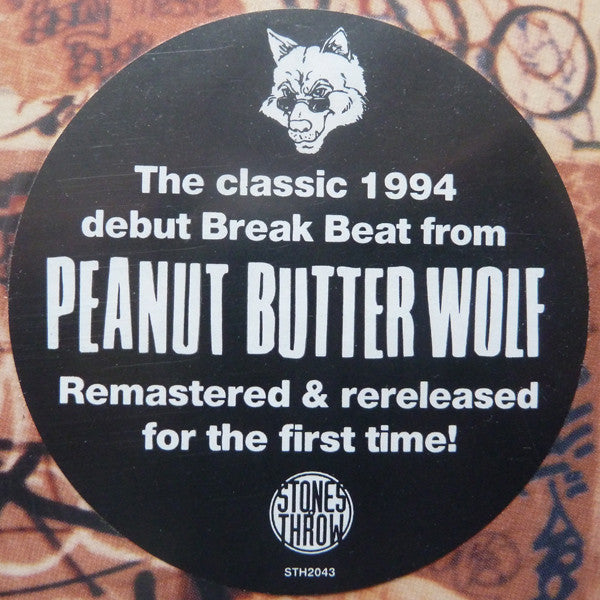 The classic 1994
debut Break Beat from
PEANUT BUTTER WOLF
Remastered & rereleased
for the first time!
STONES
THROW
STH2043